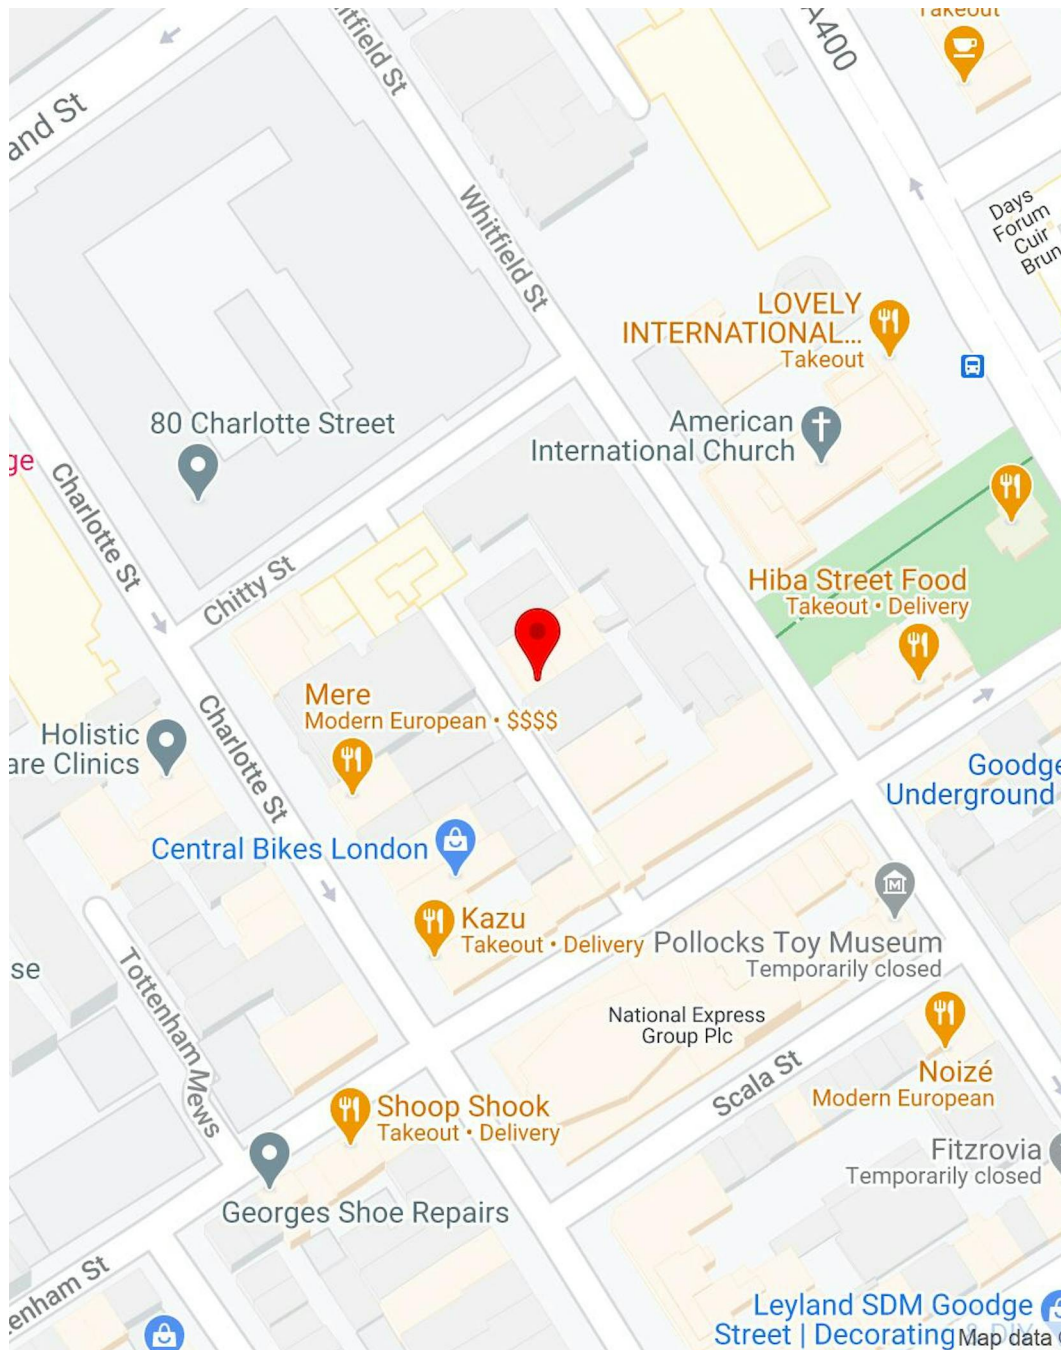 Takeout
A400
Whitfield St
and St
Whitfield St
Days
Forum
Cuir
Brun
LOVELY
INTERNATIONAL...
Takeout
80 Charlotte Street
American
International Church
ge
Charlotte St
Chitty St
Hiba Street Food
Takeout • Delivery
Mere
Modern European • $$$$
Charlotte St
Holistic
are Clinics
Goodge
Underground
Central Bikes London
Kazu
Takeout • Delivery
Pollocks Toy Museum
Temporarily closed
se
Tottenham Mews
National Express
Group Plc
Scala St
Noizé
Modern European
Shoop Shook
Takeout • Delivery
Fitzrovia
Temporarily closed
Georges Shoe Repairs
enham St
Leyland SDM Goodge
Street | Decorating & DIY
Map data ©